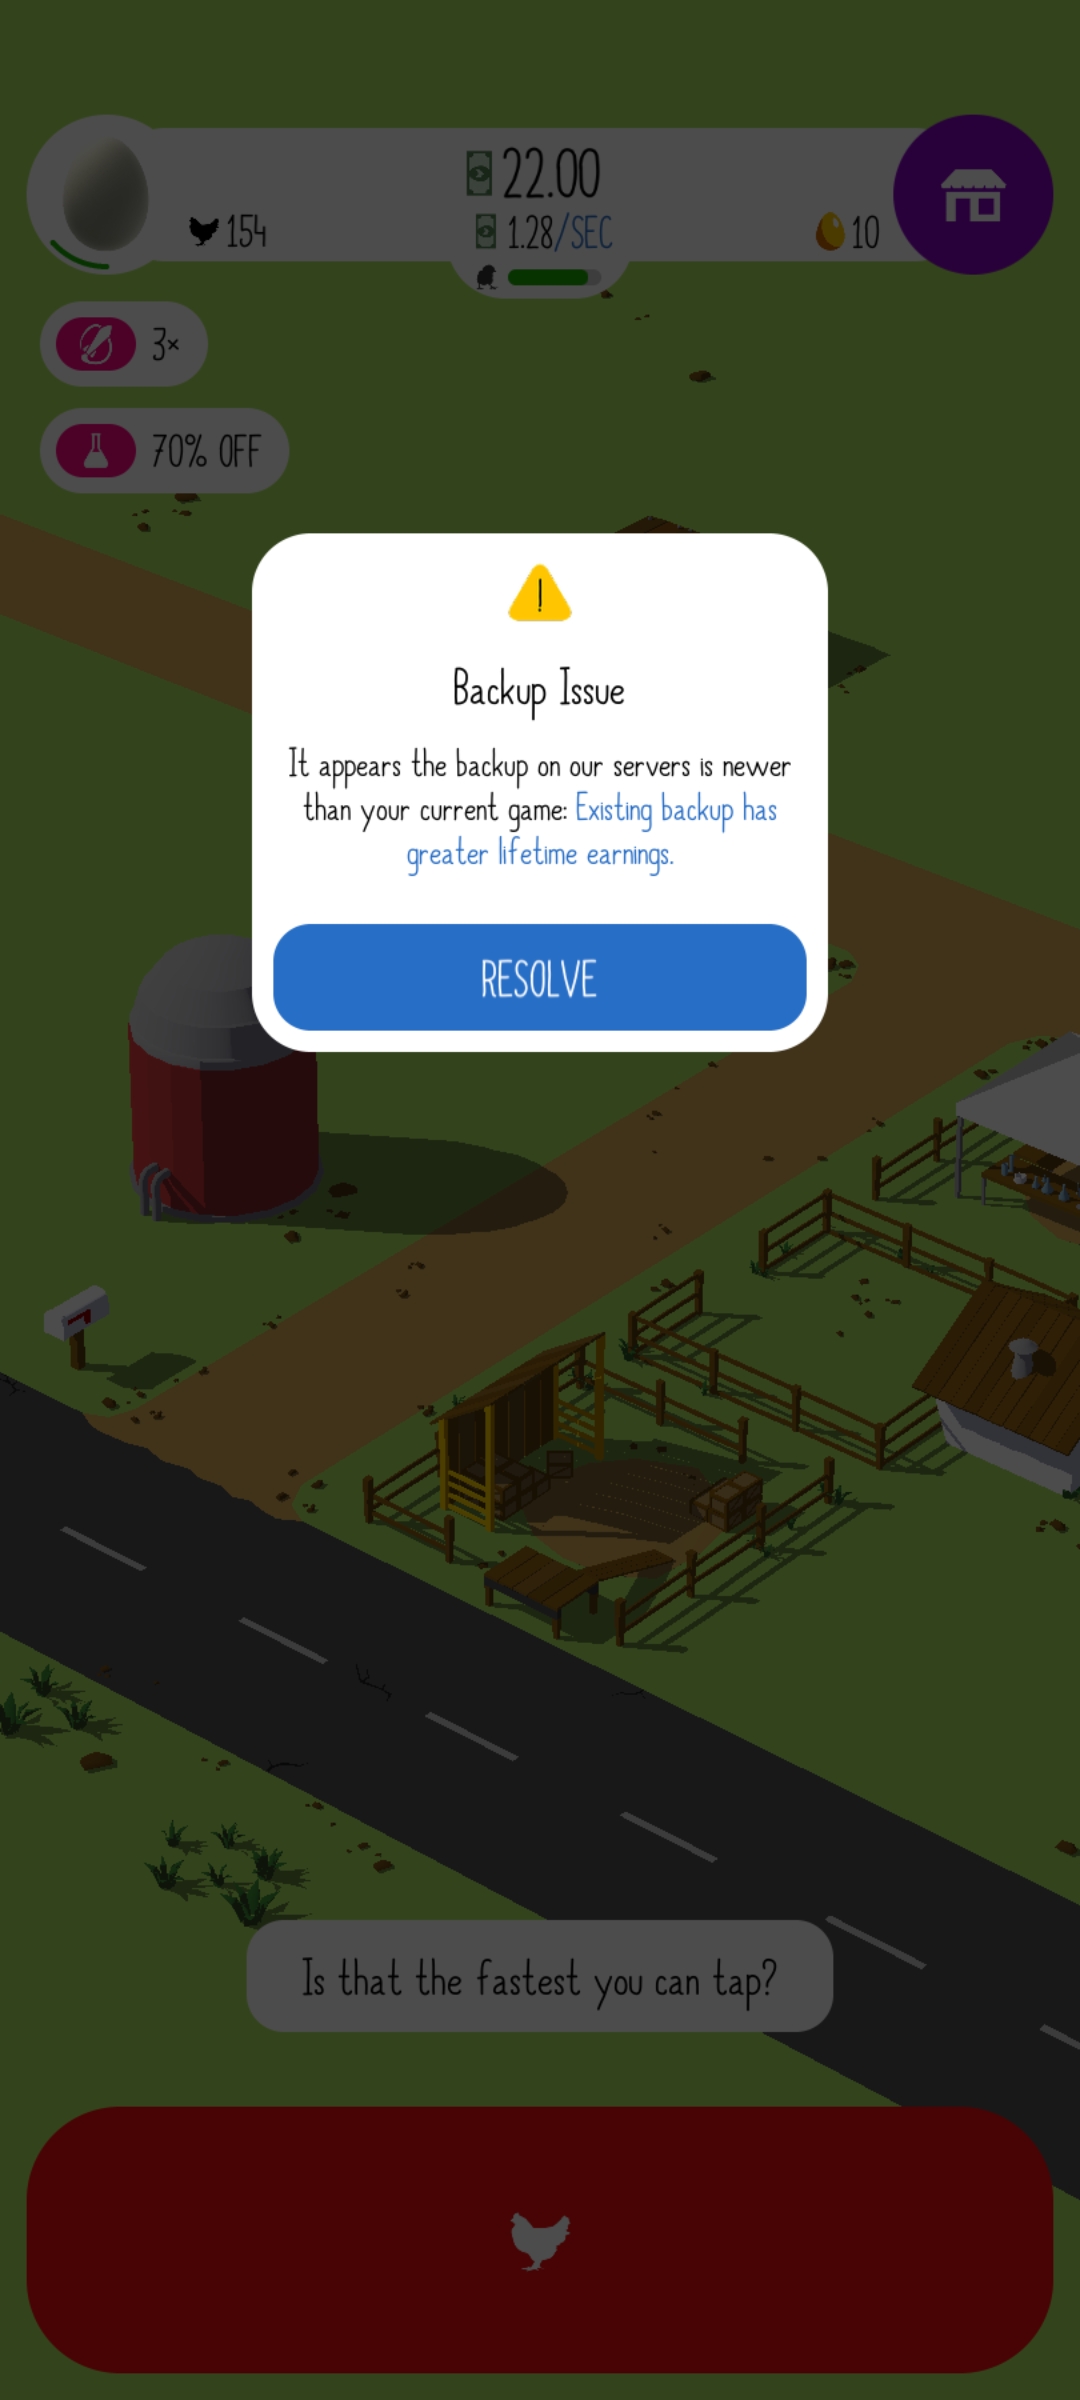 22.00
154
1.28/SEC
10
3×
70% OFF
!
Backup Issue
It appears the backup on our servers is newer
than your current game: Existing backup has
greater lifetime earnings.
RESOLVE
Is that the fastest you can tap?